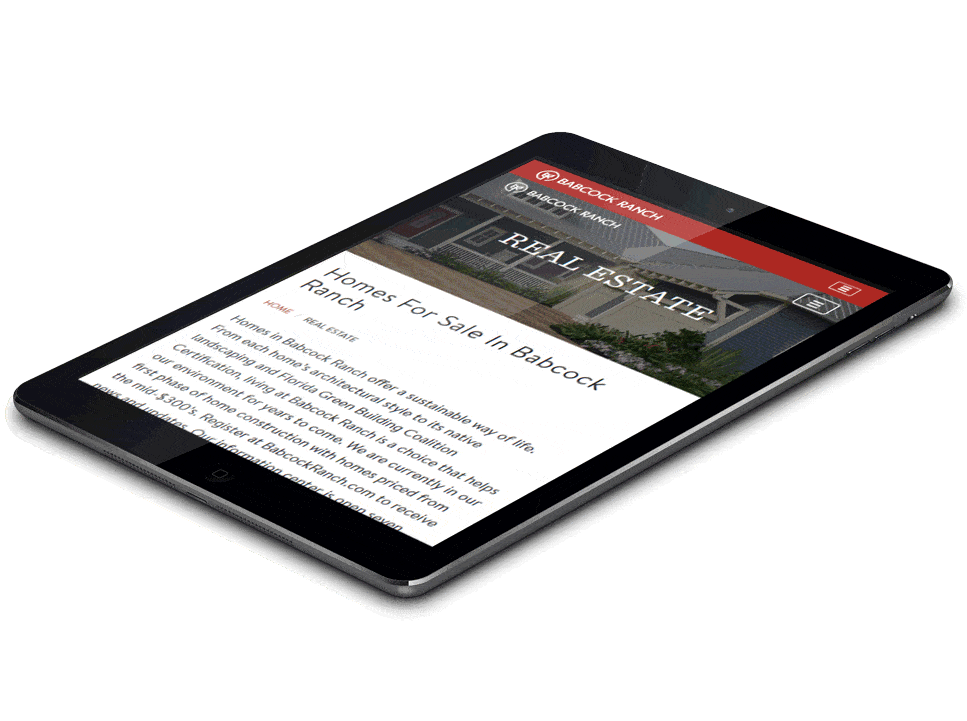 BABCOCK RANCH
BABCOCK RANCH
REAL ESTATE
Homes For Sale In Babcock
Ranch
HOME / REAL ESTATE
Homes in Babcock Ranch offer a sustainable way of life.
From each home's architectural style to its native
landscaping and Florida Green Building Coalition
Certification, living at Babcock Ranch is a choice that helps
our environment for years to come. We are currently in our
first phase of home construction with homes priced from
the mid-$300's. Register at BabcockRanch.com to receive
news and updates. Our information center is open seven